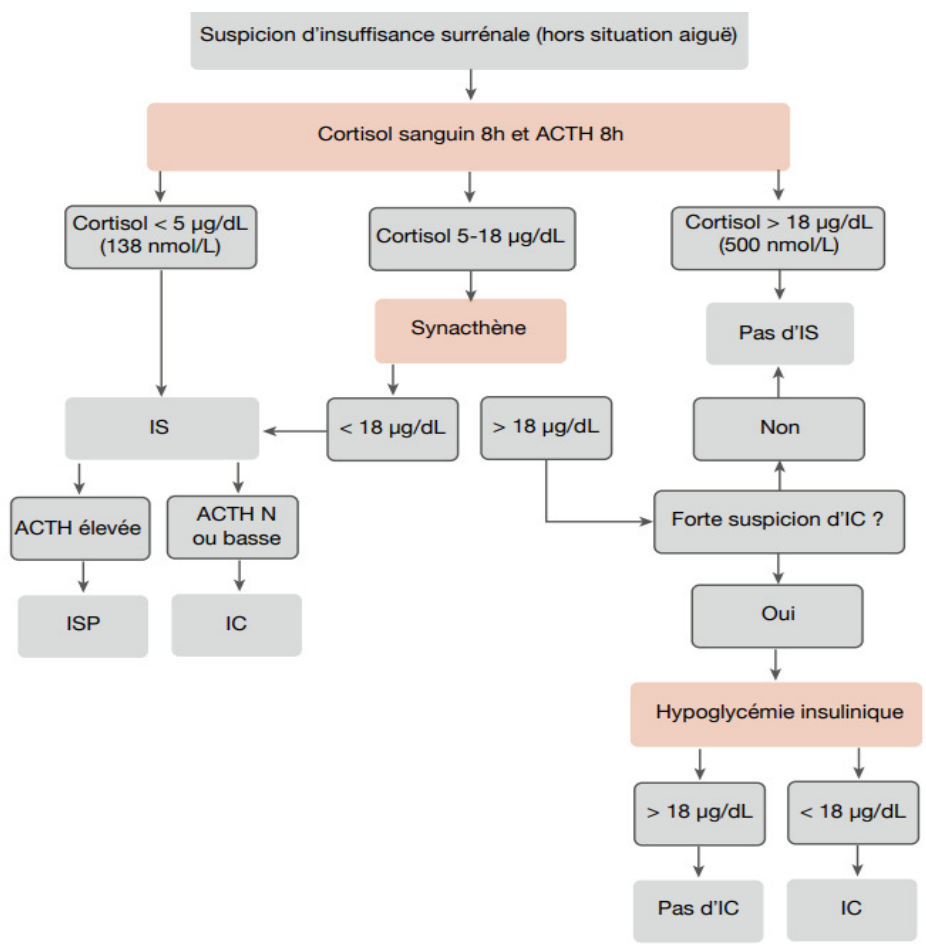 Suspicion d'insuffisance surrénale (hors situation aiguë)
Cortisol sanguin 8h et ACTH 8h
Cortisol < 5 µg/dL
(138 nmol/L)
Cortisol 5-18 µg/dL
Cortisol > 18 µg/dL
(500 nmol/L)
Synacthène
Pas d'IS
IS
< 18 µg/dL
> 18 µg/dL
Non
ACTH élevée
ACTH N
ou basse
Forte suspicion d'IC ?
ISP
IC
Oui
Hypoglycémie insulinique
> 18 µg/dL
< 18 µg/dL
Pas d'IC
IC